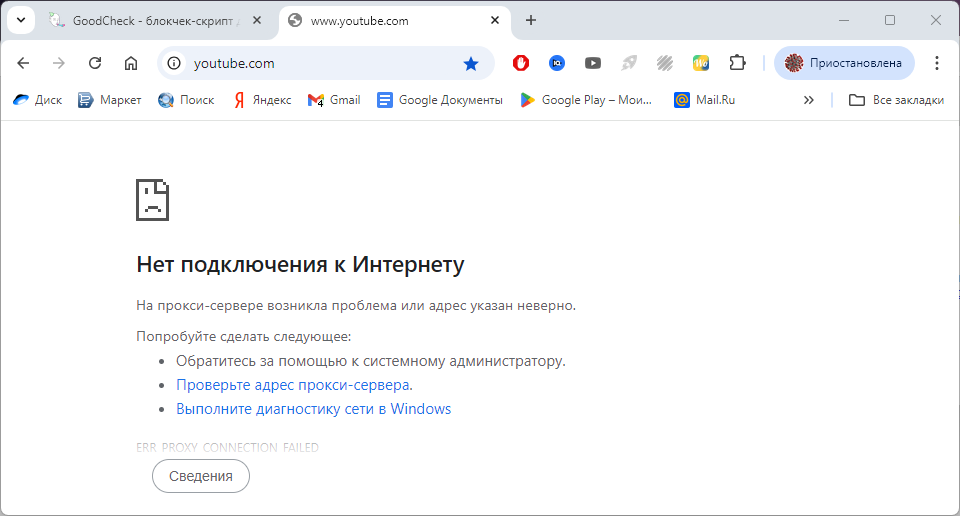 GoodCheck - блокчек-скрипт д
www.youtube.com
youtube.com
Приостановлена
Диск
Маркет
Поиск
Яндекс
Gmail
Google Документы
Google Play – Мои...
Mail.Ru
Все закладки
Нет подключения к Интернету
На прокси-сервере возникла проблема или адрес указан неверно.
Попробуйте сделать следующее:
Обратитесь за помощью к системному администратору.
Проверьте адрес прокси-сервера.
Выполните диагностику сети в Windows
ERR_PROXY_CONNECTION_FAILED
Сведения